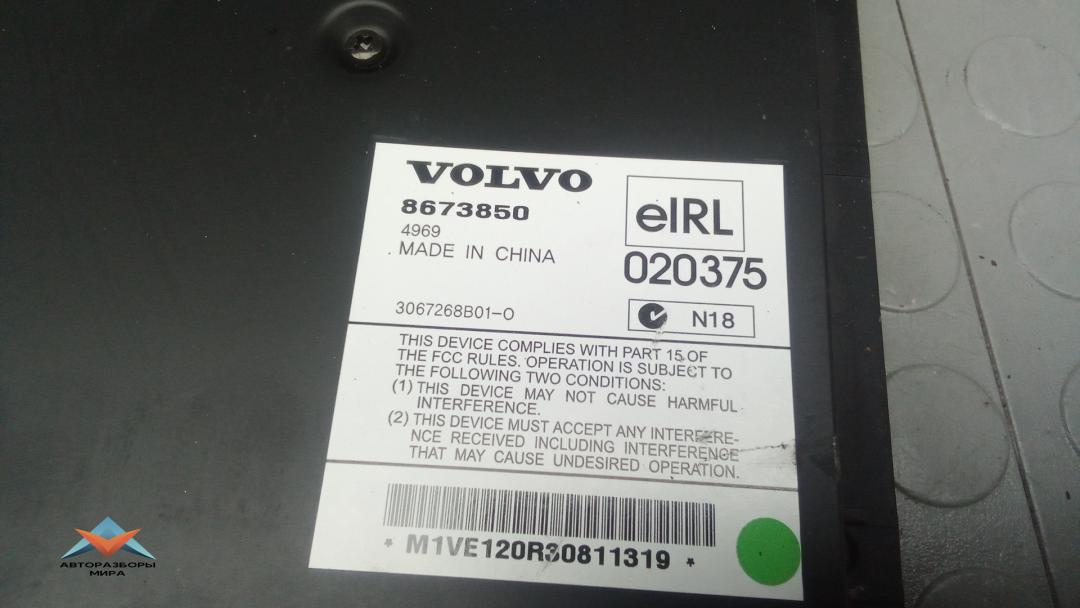 VOLVO
8673850
4969
MADE IN CHINA
3067268B01-O
eIRL
020375
N18
THIS DEVICE COMPLIES WITH PART 15 OF
THE FCC RULES. OPERATION IS SUBJECT TO
THE FOLLOWING TWO CONDITIONS:
(1) THIS DEVICE MAY NOT CAUSE HARMFUL
INTERFERENCE.
(2) THIS DEVICE MUST ACCEPT ANY INTERFERE-
NCE RECEIVED INCLUDING INTERFERENCE
THAT MAY CAUSE UNDESIRED OPERATION.
* M1VE120R30811319 *
АВТОРАЗБОРЫ
МИРА